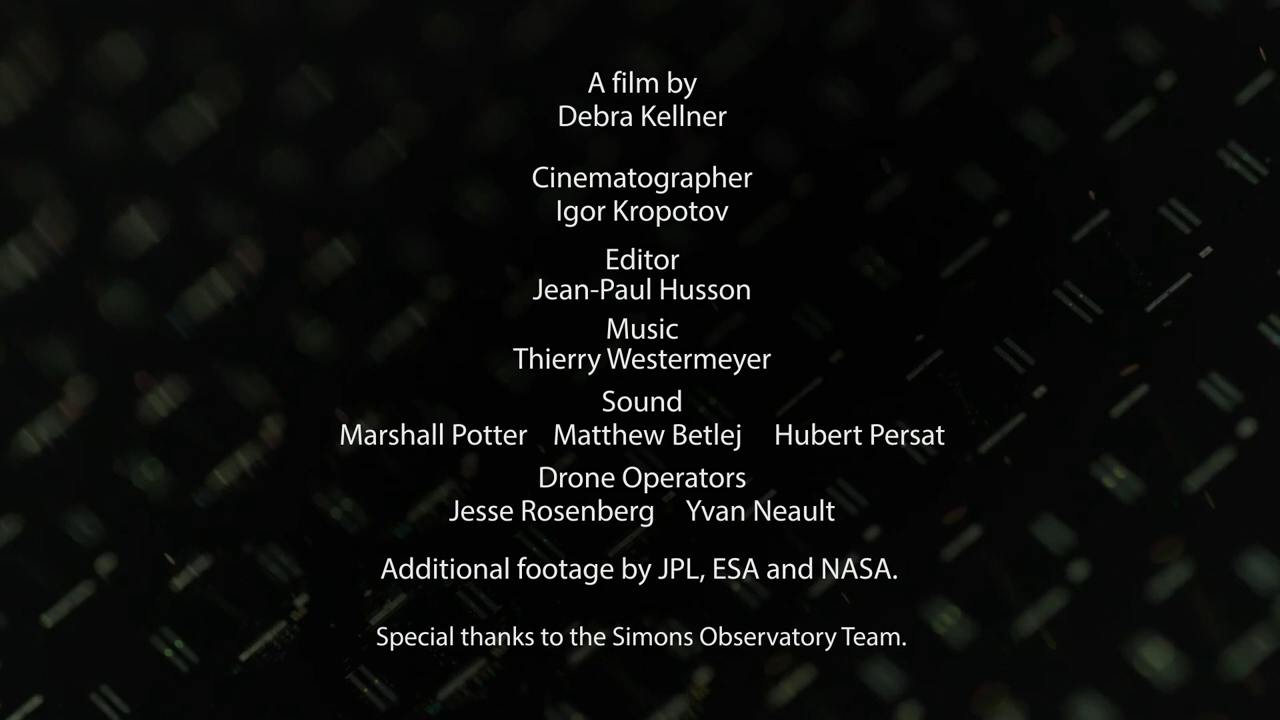 A film by
Debra Kellner
Cinematographer
Igor Kropotov
Editor
Jean-Paul Husson
Music
Thierry Westermeyer
Sound
Marshall Potter Matthew Betlej Hubert Persat
Drone Operators
Jesse Rosenberg Yvan Neault
Additional footage by JPL, ESA and NASA.
Special thanks to the Simons Observatory Team.